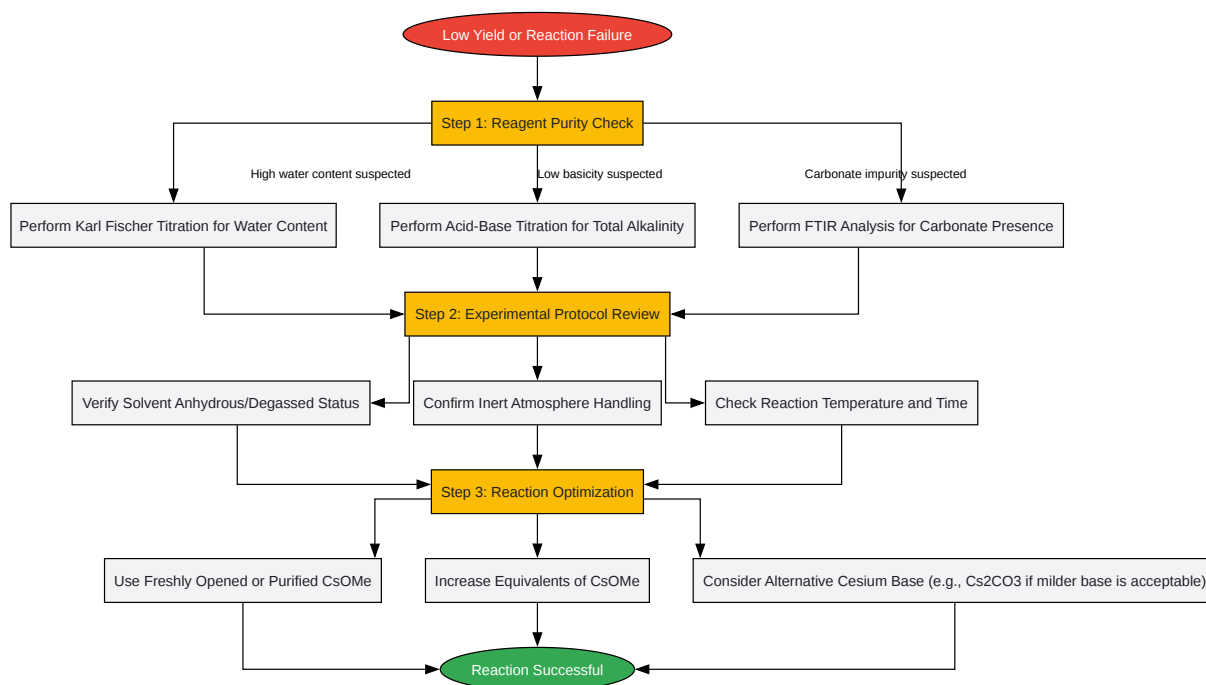 Low Yield or Reaction Failure
Step 1: Reagent Purity Check
High water content suspected
Low basicity suspected
Carbonate impurity suspected
Perform Karl Fischer Titration for Water Content
Perform Acid-Base Titration for Total Alkalinity
Perform FTIR Analysis for Carbonate Presence
Step 2: Experimental Protocol Review
Verify Solvent Anhydrous/Degassed Status
Confirm Inert Atmosphere Handling
Check Reaction Temperature and Time
Step 3: Reaction Optimization
Use Freshly Opened or Purified CsOMe
Increase Equivalents of CsOMe
Consider Alternative Cesium Base (e.g., Cs2CO3 if milder base is acceptable)
Reaction Successful